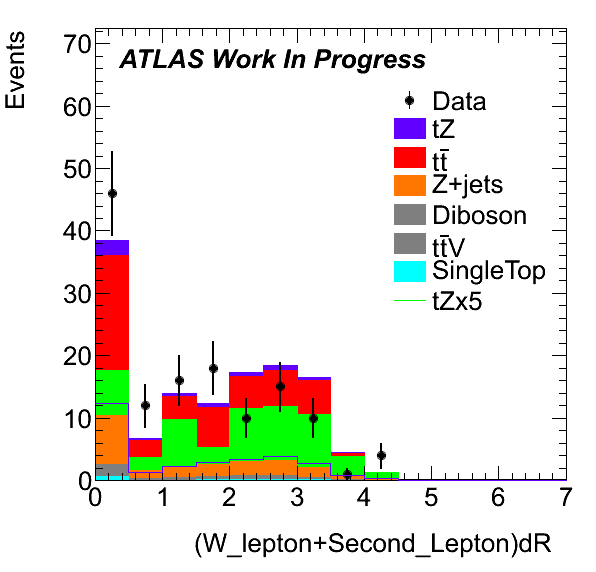 Events
70
60
50
40
30
20
10
0
ATLAS Work In Progress
Data
tZ
tt̄
Z+jets
Diboson
tt̄V
SingleTop
tZx5
0 1 2 3 4 5 6 7
(W_lepton+Second_Lepton)dR